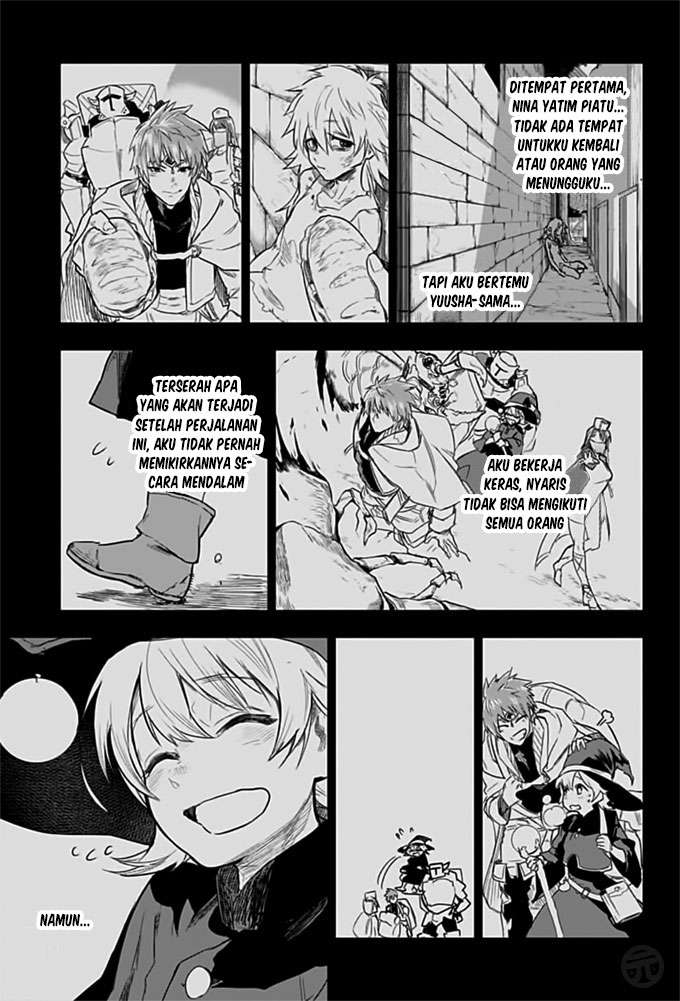 DITEMPAT PERTAMA,
NINA YATIM PIATU...
TIDAK ADA TEMPAT
UNTUKKU KEMBALI
ATAU ORANG YANG
MENUNGGUKU...
TAPI AKU BERTEMU
YUUSHA-SAMA...
AKU BEKERJA
KERAS, NYARIS
TIDAK BISA MENGIKUTI
SEMUA ORANG
TERSERAH APA
YANG AKAN TERJADI
SETELAH PERJALANAN
INI, AKU TIDAK PERNAH
MEMIKIRKANNYA SE-
CARA MENDALAM
NAMUN...